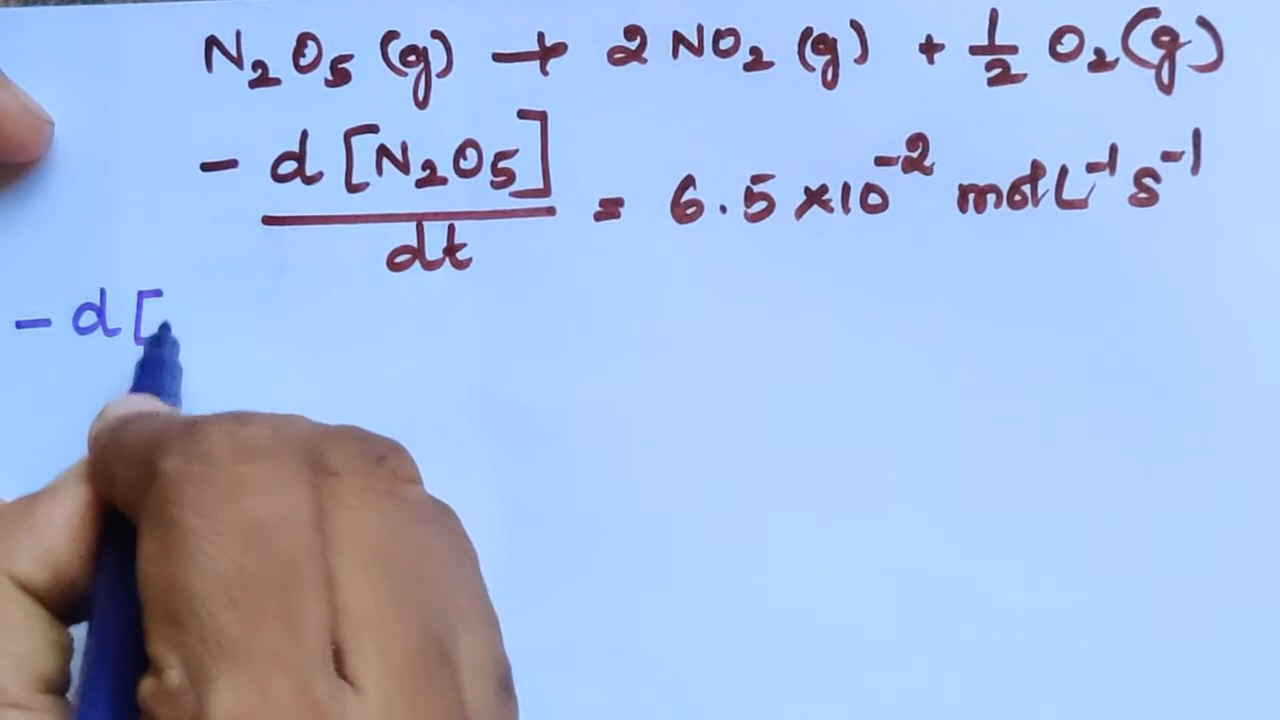 N₂O₅ (g) → 2 NO₂ (g) + 1/2 O₂(g)
- d [N₂O₅] / dt = 6.5 ×10⁻² mol L⁻¹ s⁻¹
- d [